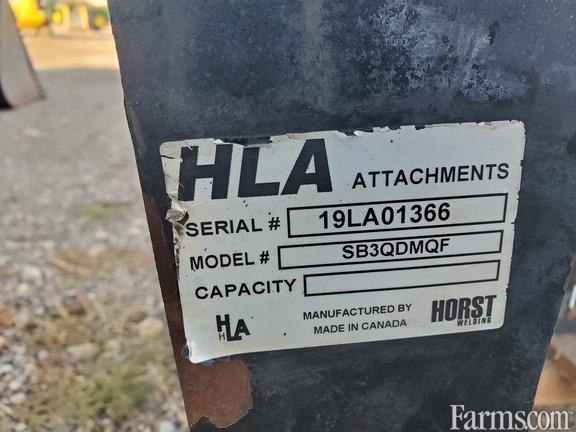 HLA ATTACHMENTS
SERIAL # 19LA01366
MODEL # SB3QDMQF
CAPACITY
HLA MANUFACTURED BY HORST
MADE IN CANADA WELDING
Farms.com®